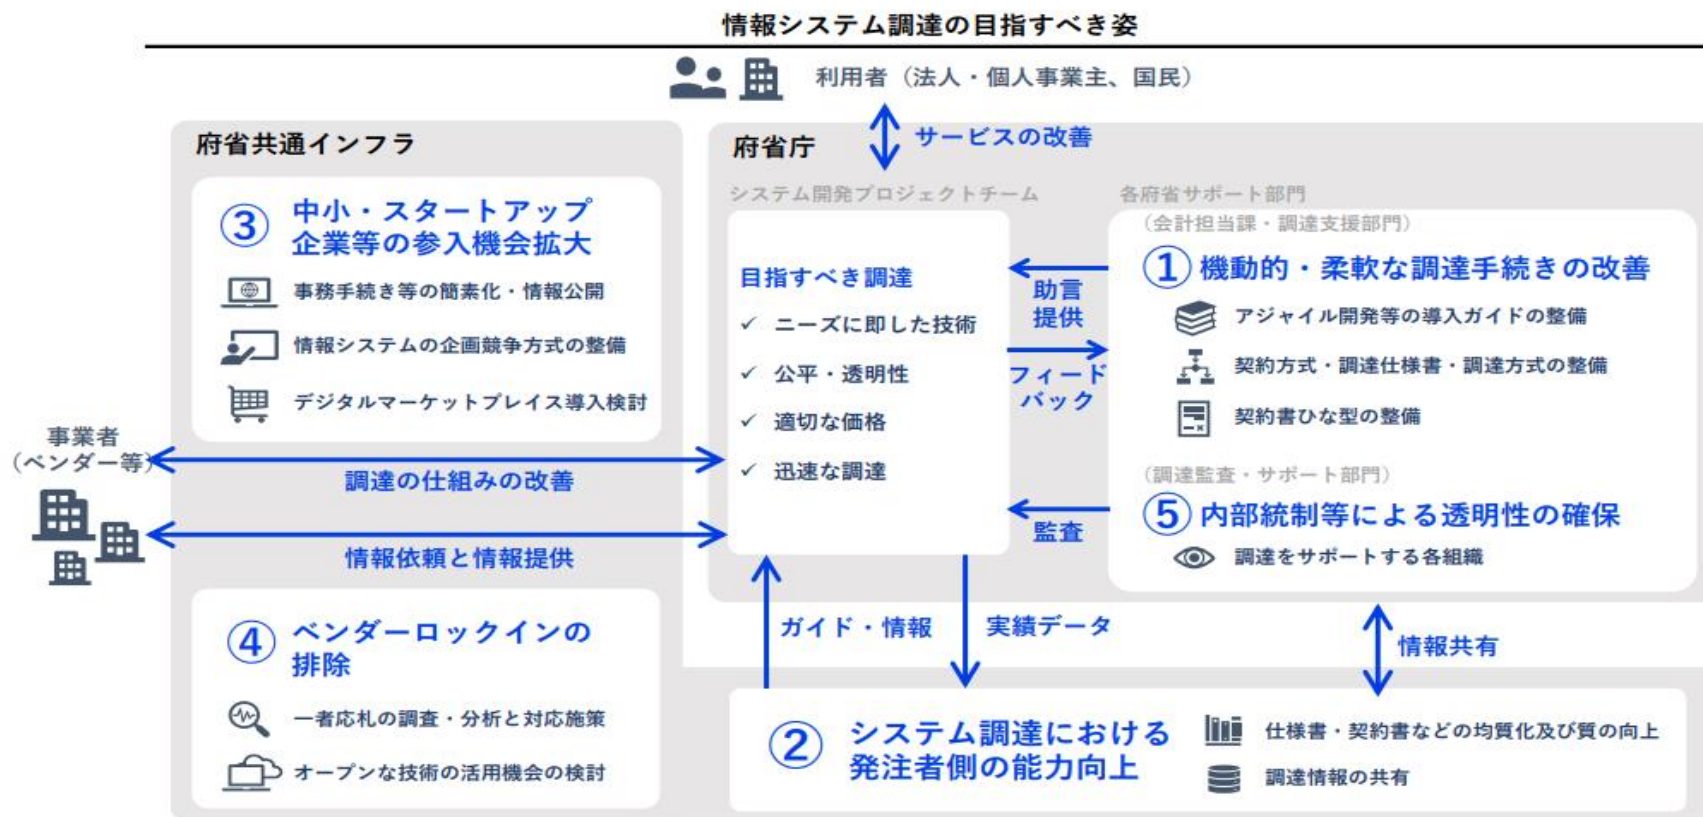 情報システム調達の目指すべき姿
利用者（法人・個人事業主、国民）
サービスの改善
府省共通インフラ
③
中小・スタートアップ
企業等の参入機会拡大
事務手続き等の簡素化・情報公開
情報システムの企画競争方式の整備
デジタルマーケットプレイス導入検討
事業者
（ベンダー等）
調達の仕組みの改善
情報依頼と情報提供
④
ベンダーロックインの
排除
一者応札の調査・分析と対応施策
オープンな技術の活用機会の検討
府省庁
システム開発プロジェクトチーム
目指すべき調達
✓ ニーズに即した技術
✓ 公平・透明性
✓ 適切な価格
✓ 迅速な調達
助言
提供
フィード
バック
監査
各府省サポート部門
（会計担当課・調達支援部門）
① 機動的・柔軟な調達手続きの改善
アジャイル開発等の導入ガイドの整備
契約方式・調達仕様書・調達方式の整備
契約書ひな型の整備
（調達監査・サポート部門）
⑤ 内部統制等による透明性の確保
調達をサポートする各組織
ガイド・情報
実績データ
情報共有
②
システム調達における
発注者側の能力向上
仕様書・契約書などの均質化及び質の向上
調達情報の共有